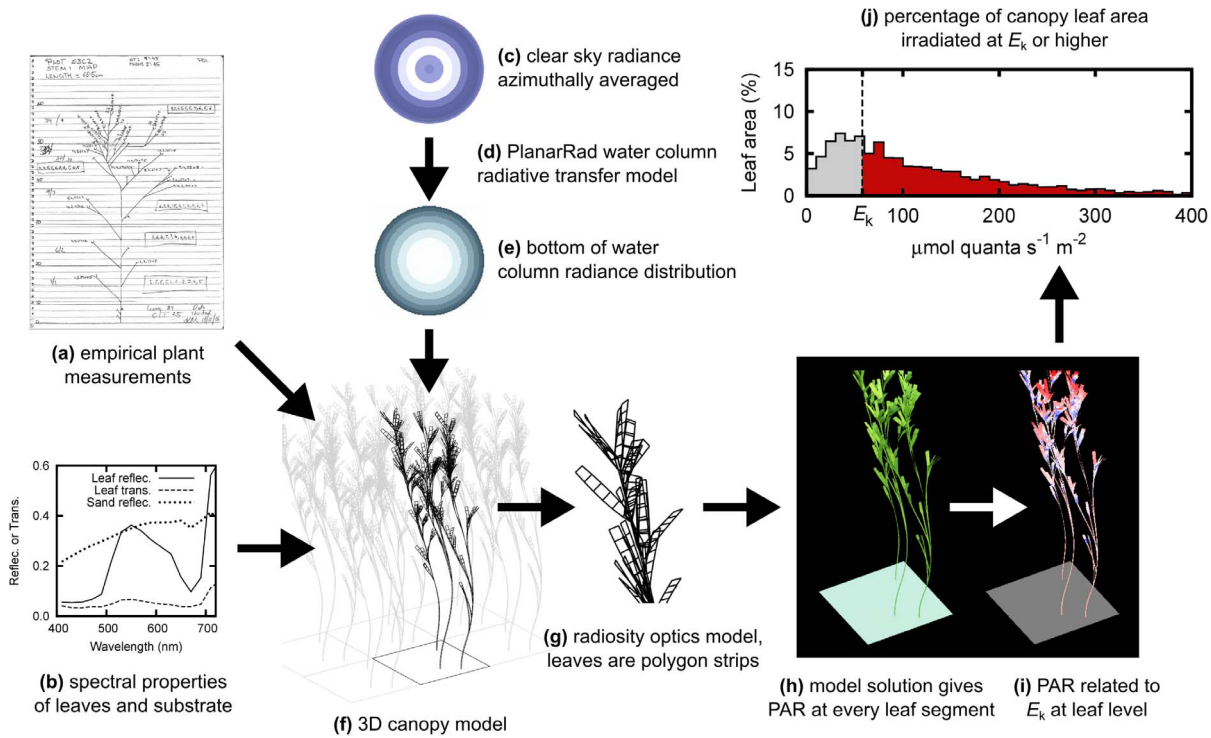 PLOT S3C2
STEM 1 MAP
(a) empirical plant
measurements
0.6
0.4
0.2
0.0
Reflec. or Trans.
Leaf reflec.
Leaf trans.
Sand reflec.
400 500 600 700
Wavelength (nm)
(b) spectral properties
of leaves and substrate
(c) clear sky radiance
azimuthally averaged
(d) PlanarRad water column
radiative transfer model
(e) bottom of water
column radiance distribution
(f) 3D canopy model
(g) radiosity optics model,
leaves are polygon strips
(h) model solution gives
PAR at every leaf segment
(i) PAR related to
Ek at leaf level
(j) percentage of canopy leaf area
irradiated at Ek or higher
15
10
5
0
Leaf area (%)
0 Ek 100 200 300 400
μmol quanta s⁻¹ m⁻²